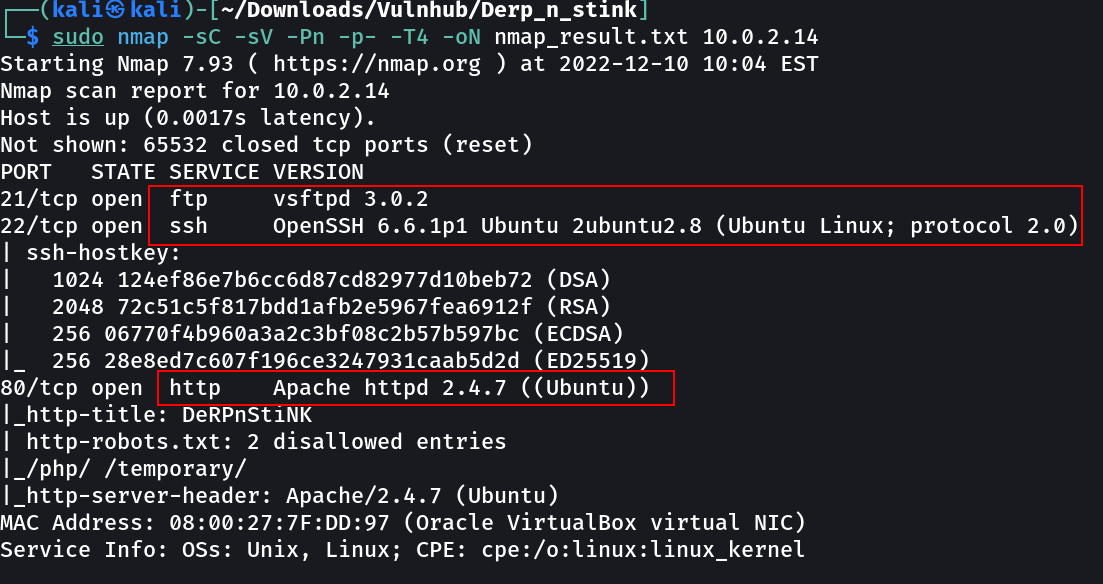 ┌──(kali㉿kali)-[~/Downloads/Vulnhub/Derp_n_stink]
└─$ sudo nmap -sC -sV -Pn -p- -T4 -oN nmap_result.txt 10.0.2.14
Starting Nmap 7.93 ( https://nmap.org ) at 2022-12-10 10:04 EST
Nmap scan report for 10.0.2.14
Host is up (0.0017s latency).
Not shown: 65532 closed tcp ports (reset)
PORT   STATE SERVICE VERSION
21/tcp open  ftp     vsftpd 3.0.2
22/tcp open  ssh     OpenSSH 6.6.1p1 Ubuntu 2ubuntu2.8 (Ubuntu Linux; protocol 2.0)
| ssh-hostkey:
|   1024 124ef86e7b6cc6d87cd82977d10beb72 (DSA)
|   2048 72c51c5f817bdd1afb2e5967fea6912f (RSA)
|   256 06770f4b960a3a2c3bf08c2b57b597bc (ECDSA)
|_  256 28e8ed7c607f196ce3247931caab5d2d (ED25519)
80/tcp open  http    Apache httpd 2.4.7 ((Ubuntu))
|_http-title: DeRPnStiNK
| http-robots.txt: 2 disallowed entries
|_/php/ /temporary/
|_http-server-header: Apache/2.4.7 (Ubuntu)
MAC Address: 08:00:27:7F:DD:97 (Oracle VirtualBox virtual NIC)
Service Info: OSs: Unix, Linux; CPE: cpe:/o:linux:linux_kernel